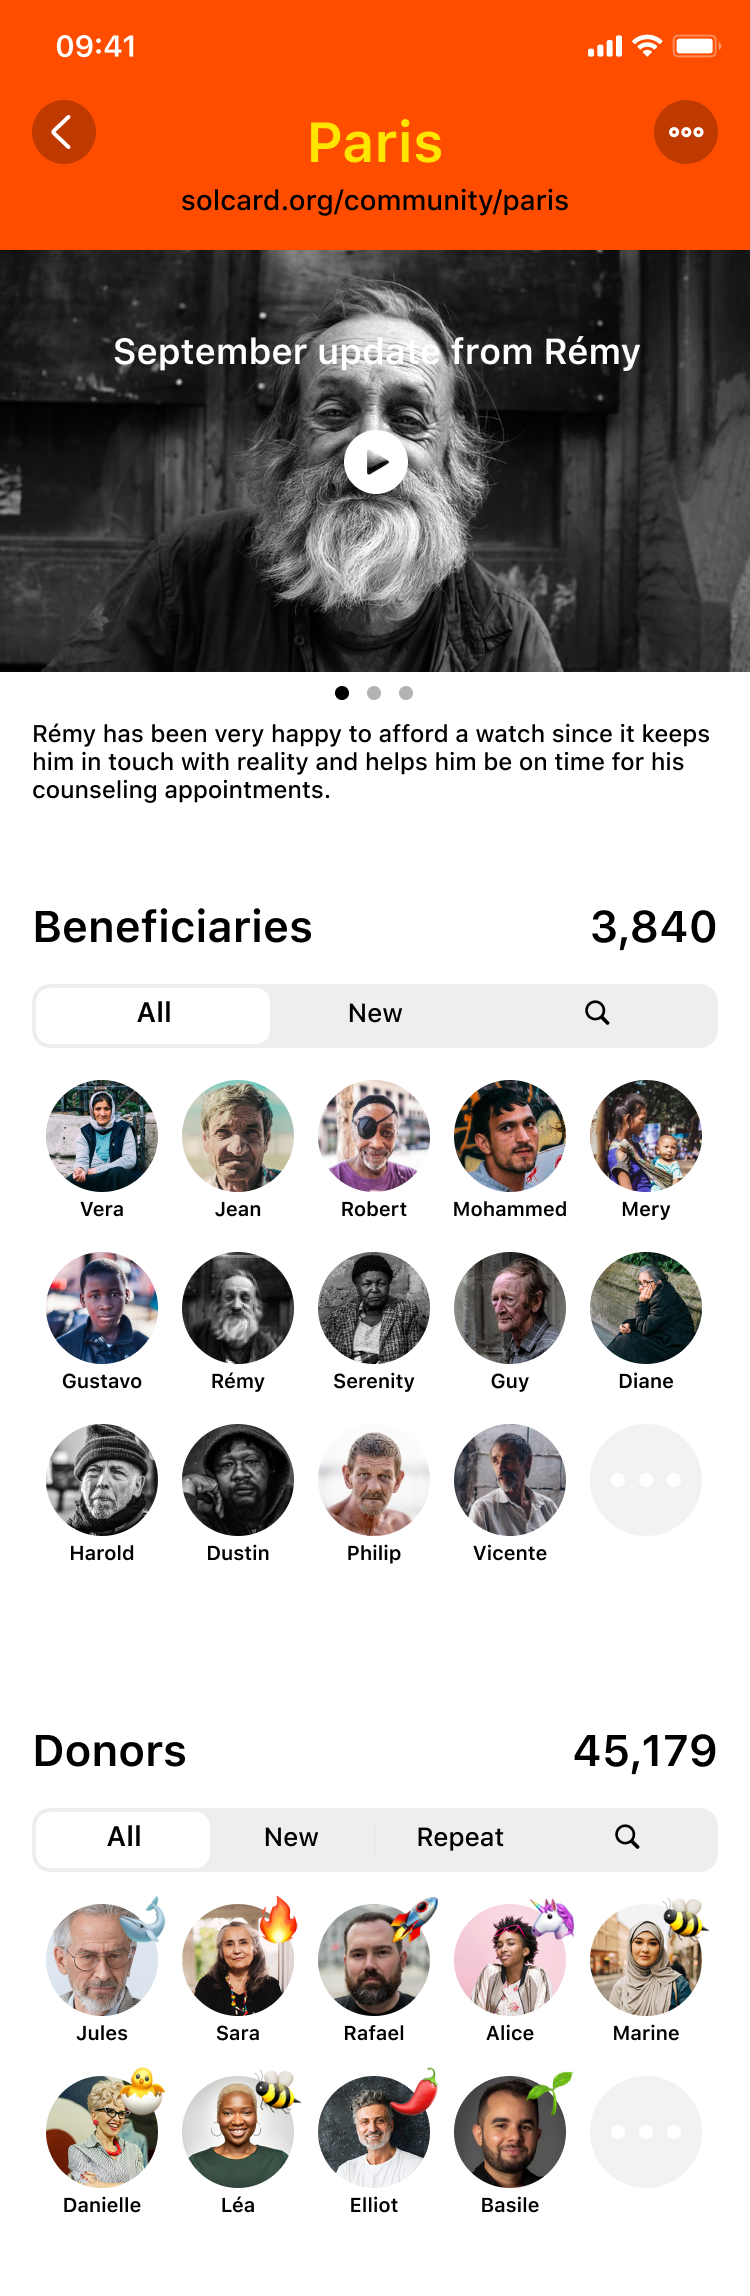 09:41
Paris
solcard.org/community/paris
September update from Rémy
Rémy has been very happy to afford a watch since it keeps
him in touch with reality and helps him be on time for his
counseling appointments.
Beneficiaries 3,840
All New
Vera Jean Robert Mohammed Mery
Gustavo Rémy Serenity Guy Diane
Harold Dustin Philip Vicente
Donors 45,179
All New Repeat
Jules Sara Rafael Alice Marine
Danielle Léa Elliot Basile